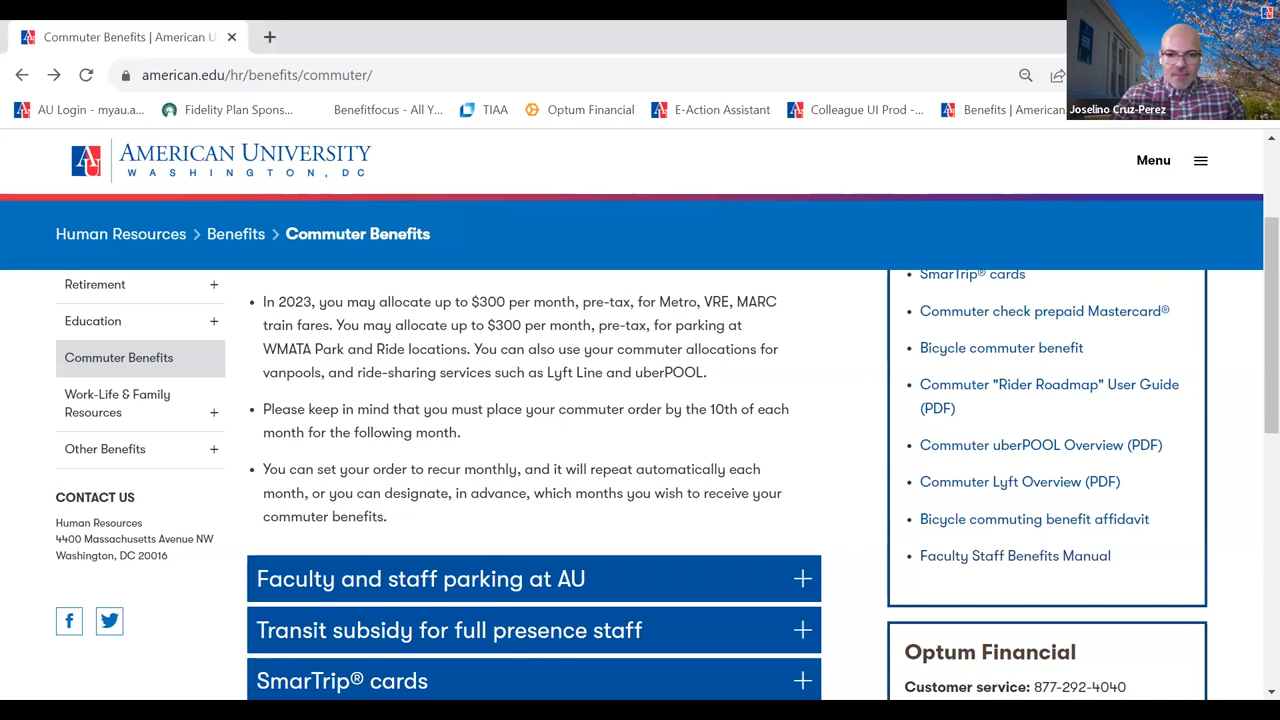 Commuter Benefits | American U
american.edu/hr/benefits/commuter/
AU Login - myau.a...
Fidelity Plan Spons...
Benefitfocus - All Y...
TIAA
Optum Financial
E-Action Assistant
Colleague UI Prod -...
Benefits | American
Joselino Cruz-Perez
AMERICAN UNIVERSITY
WASHINGTON, DC
Menu
Human Resources > Benefits > Commuter Benefits
Retirement +
Education +
Commuter Benefits
Work-Life & Family
Resources +
Other Benefits +
CONTACT US
Human Resources
4400 Massachusetts Avenue NW
Washington, DC 20016
• In 2023, you may allocate up to $300 per month, pre-tax, for Metro, VRE, MARC
train fares. You may allocate up to $300 per month, pre-tax, for parking at
WMATA Park and Ride locations. You can also use your commuter allocations for
vanpools, and ride-sharing services such as Lyft Line and uberPOOL.
• Please keep in mind that you must place your commuter order by the 10th of each
month for the following month.
• You can set your order to recur monthly, and it will repeat automatically each
month, or you can designate, in advance, which months you wish to receive your
commuter benefits.
Faculty and staff parking at AU +
Transit subsidy for full presence staff +
SmarTrip® cards +
• SmarTrip® cards
• Commuter check prepaid Mastercard®
• Bicycle commuter benefit
• Commuter "Rider Roadmap" User Guide
(PDF)
• Commuter uberPOOL Overview (PDF)
• Commuter Lyft Overview (PDF)
• Bicycle commuting benefit affidavit
• Faculty Staff Benefits Manual
Optum Financial
Customer service: 877-292-4040